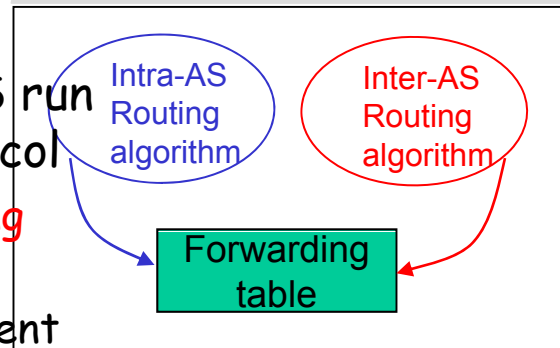 run
col
g
ent
Intra-AS
Routing
algorithm
Inter-AS
Routing
algorithm
Forwarding
table